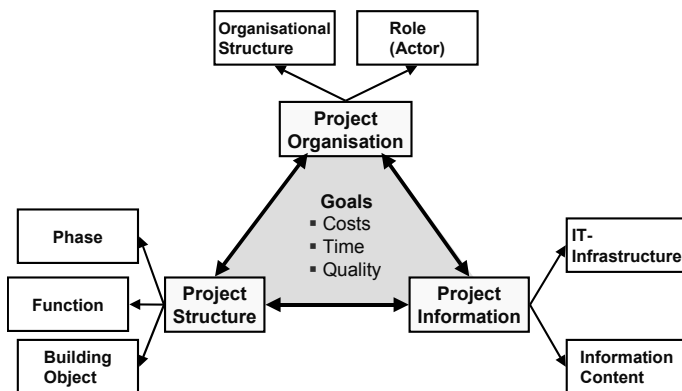 Organisational
Structure
Role
(Actor)
Project
Organisation
Goals
▪ Costs
▪ Time
▪ Quality
Phase
Function
Building
Object
Project
Structure
Project
Information
IT-
Infrastructure
Information
Content